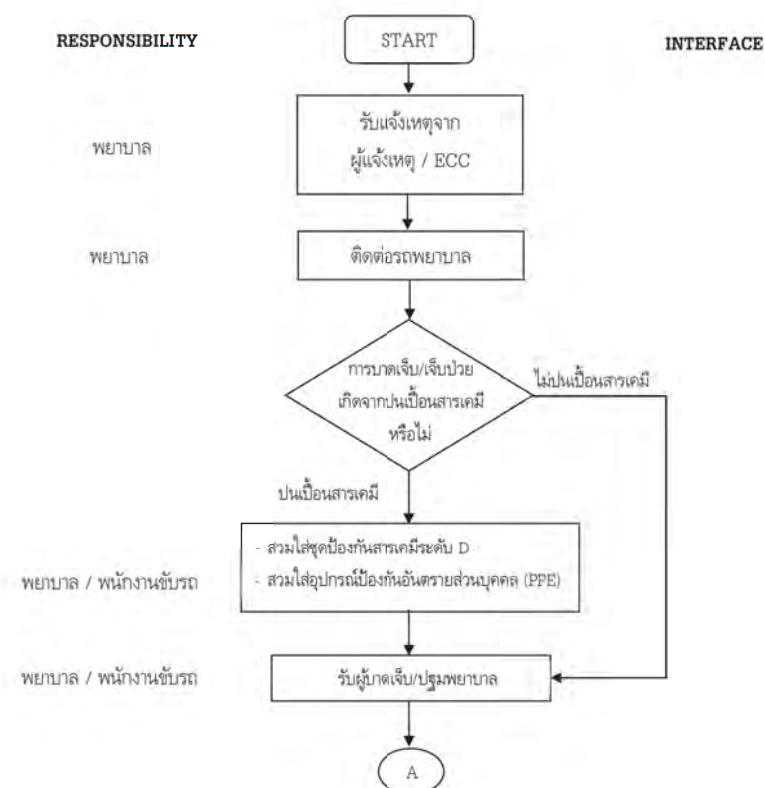 RESPONSIBILITY
START
INTERFACE
พยาบาล
รับแจ้งเหตุจาก
ผู้แจ้งเหตุ / ECC
พยาบาล
ติดต่อรถพยาบาล
การบาดเจ็บ/เจ็บป่วย
เกิดจากปนเปื้อนสารเคมี
หรือไม่
ไม่ปนเปื้อนสารเคมี
ปนเปื้อนสารเคมี
พยาบาล / พนักงานขับรถ
- สวมใส่ชุดป้องกันสารเคมีระดับ D
- สวมใส่อุปกรณ์ป้องกันอันตรายส่วนบุคคล (PPE)
พยาบาล / พนักงานขับรถ
รับผู้บาดเจ็บ/ปฐมพยาบาล
A